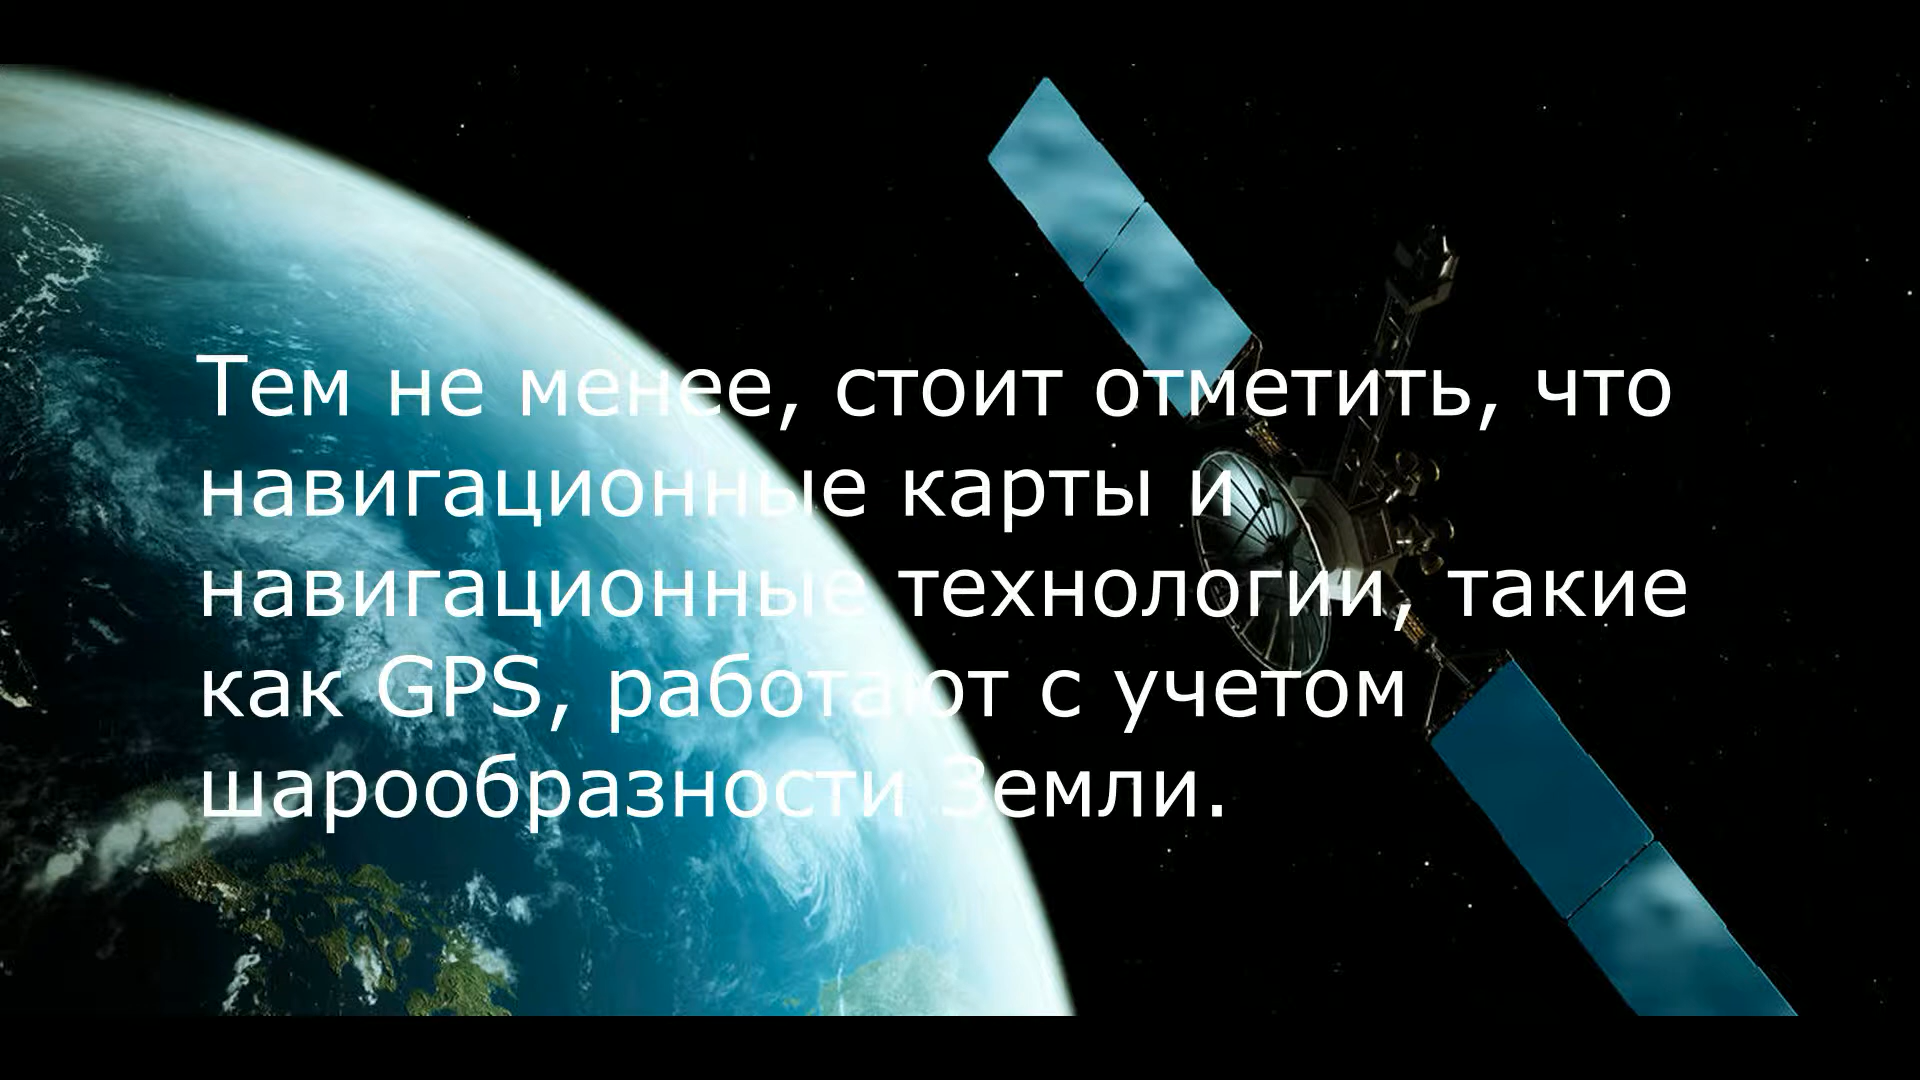 Тем не менее, стоит отметить, что
навигационные карты и
навигационные технологии, такие
как GPS, работают с учетом
шарообразности Земли.